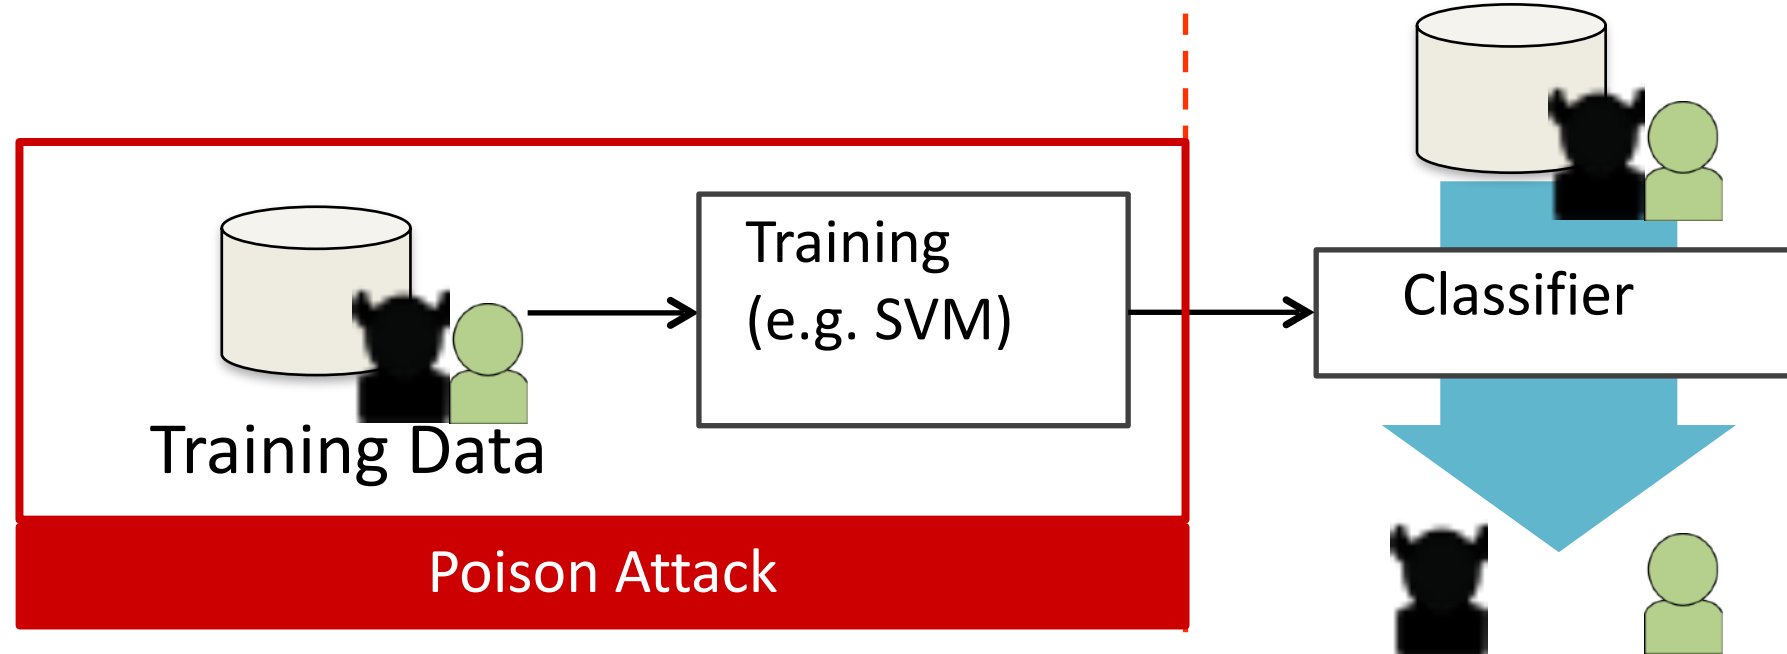 Training
(e.g. SVM)
Classifier
Training Data
Poison Attack